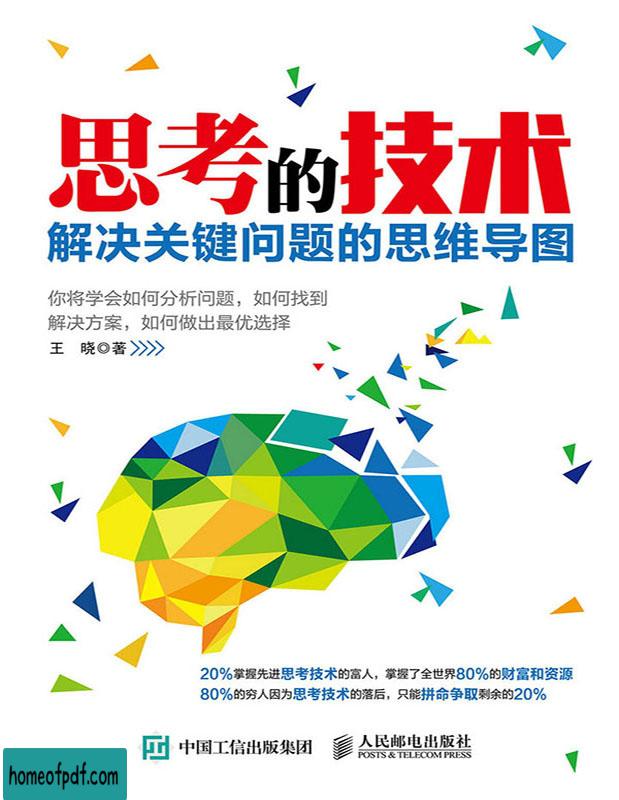 思考的技术
解决关键问题的思维导图
你将学会如何分析问题，如何找到
解决方案，如何做出最优选择
王 晓◎著
20%掌握先进思考技术的富人，掌握了全世界80%的财富和资源
80%的穷人因为思考技术的落后，只能拼命争取剩余的20%
中国工信出版集团 人民邮电出版社
POSTS & TELECOM PRESS
homeofpdf.com